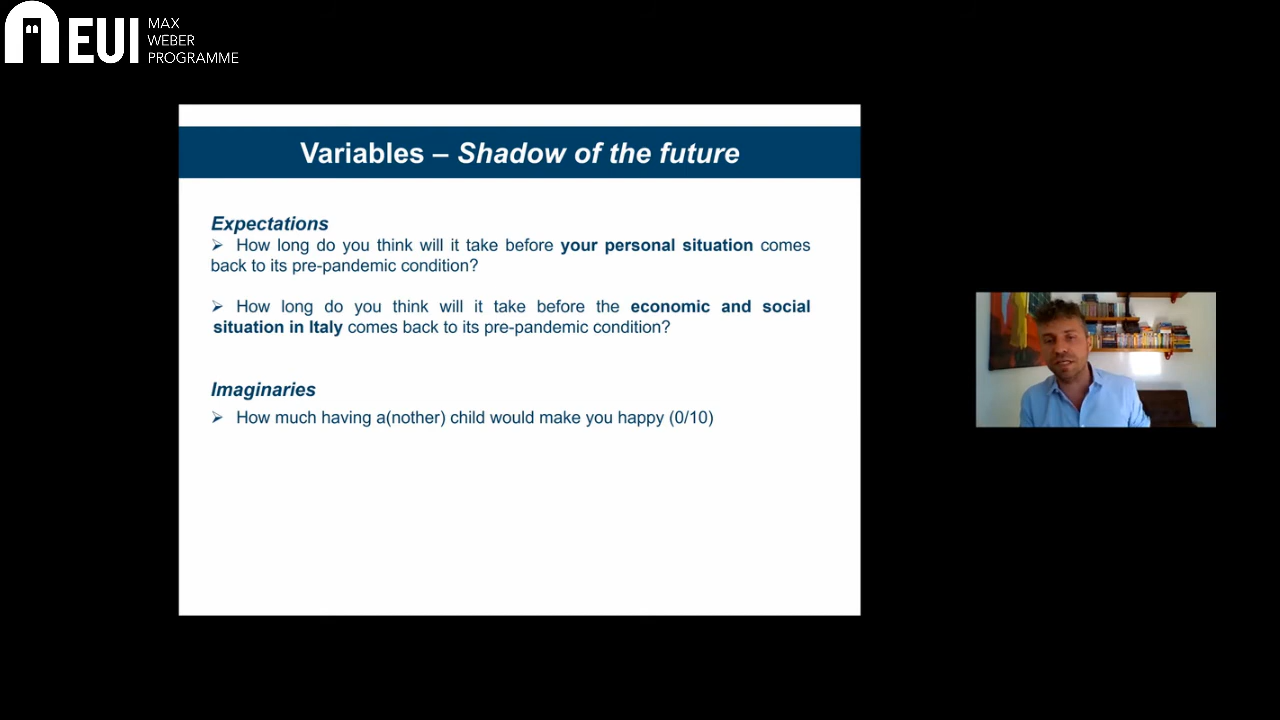 EUI
MAX
WEBER
PROGRAMME
Variables – Shadow of the future
Expectations
➢ How long do you think will it take before your personal situation comes
back to its pre-pandemic condition?
➢ How long do you think will it take before the economic and social
situation in Italy comes back to its pre-pandemic condition?
Imaginaries
➢ How much having a(nother) child would make you happy (0/10)